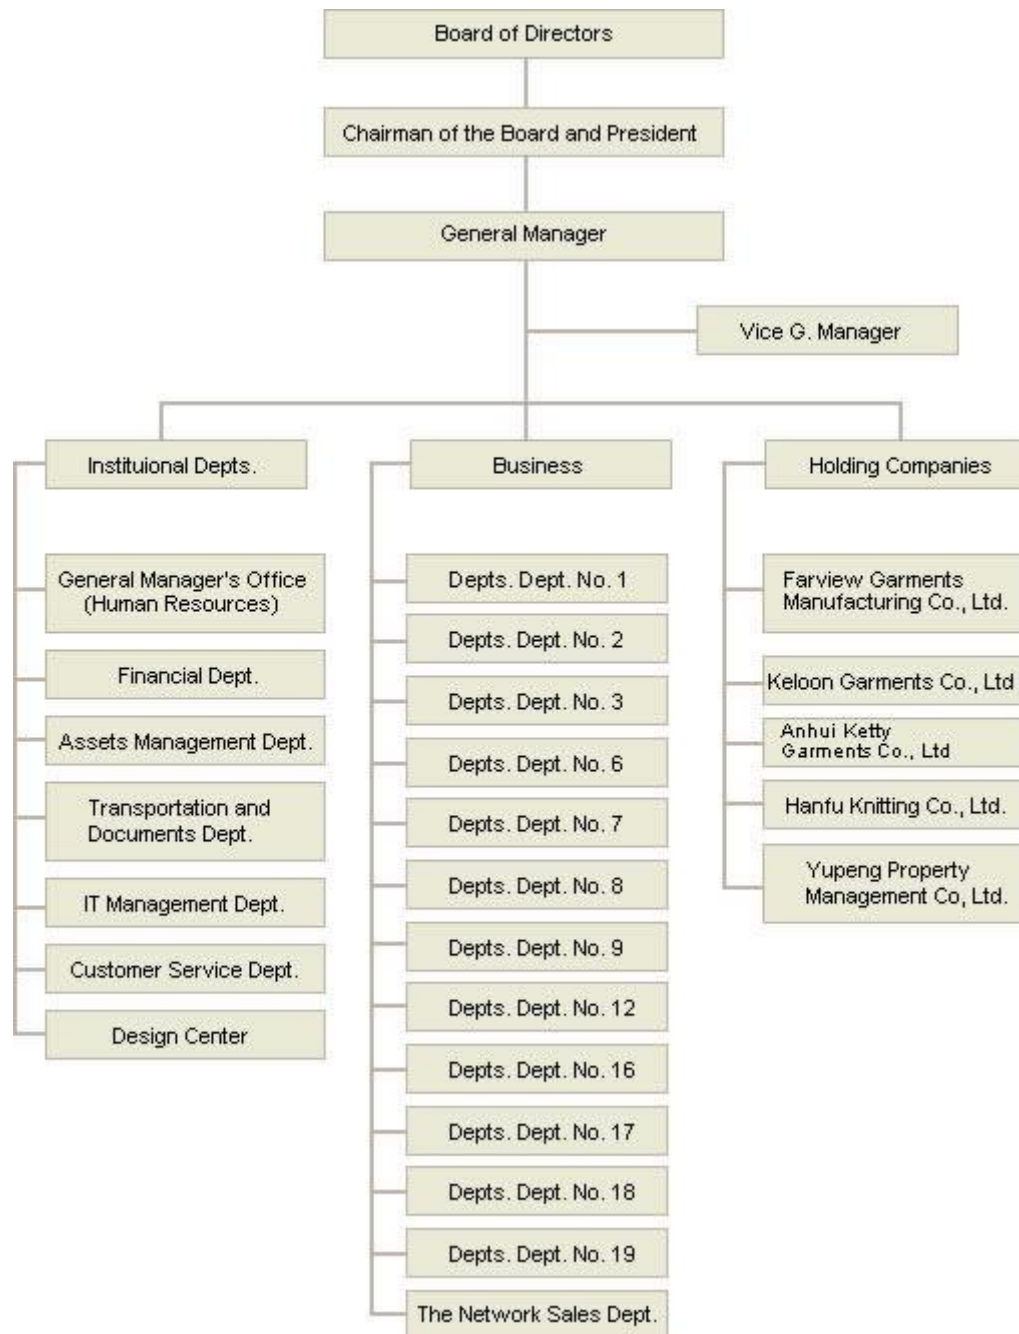 Board of Directors
Chairman of the Board and President
General Manager
Vice G. Manager
Instituional Depts.
General Manager's Office
(Human Resources)
Financial Dept.
Assets Management Dept.
Transportation and
Documents Dept.
IT Management Dept.
Customer Service Dept.
Design Center
Business
Depts. Dept. No. 1
Depts. Dept. No. 2
Depts. Dept. No. 3
Depts. Dept. No. 6
Depts. Dept. No. 7
Depts. Dept. No. 8
Depts. Dept. No. 9
Depts. Dept. No. 12
Depts. Dept. No. 16
Depts. Dept. No. 17
Depts. Dept. No. 18
Depts. Dept. No. 19
The Network Sales Dept.
Holding Companies
Farview Garments
Manufacturing Co., Ltd.
Keloon Garments Co., Ltd
Anhui Ketty
Garments Co., Ltd
Hanfu Knitting Co., Ltd.
Yupeng Property
Management Co, Ltd.